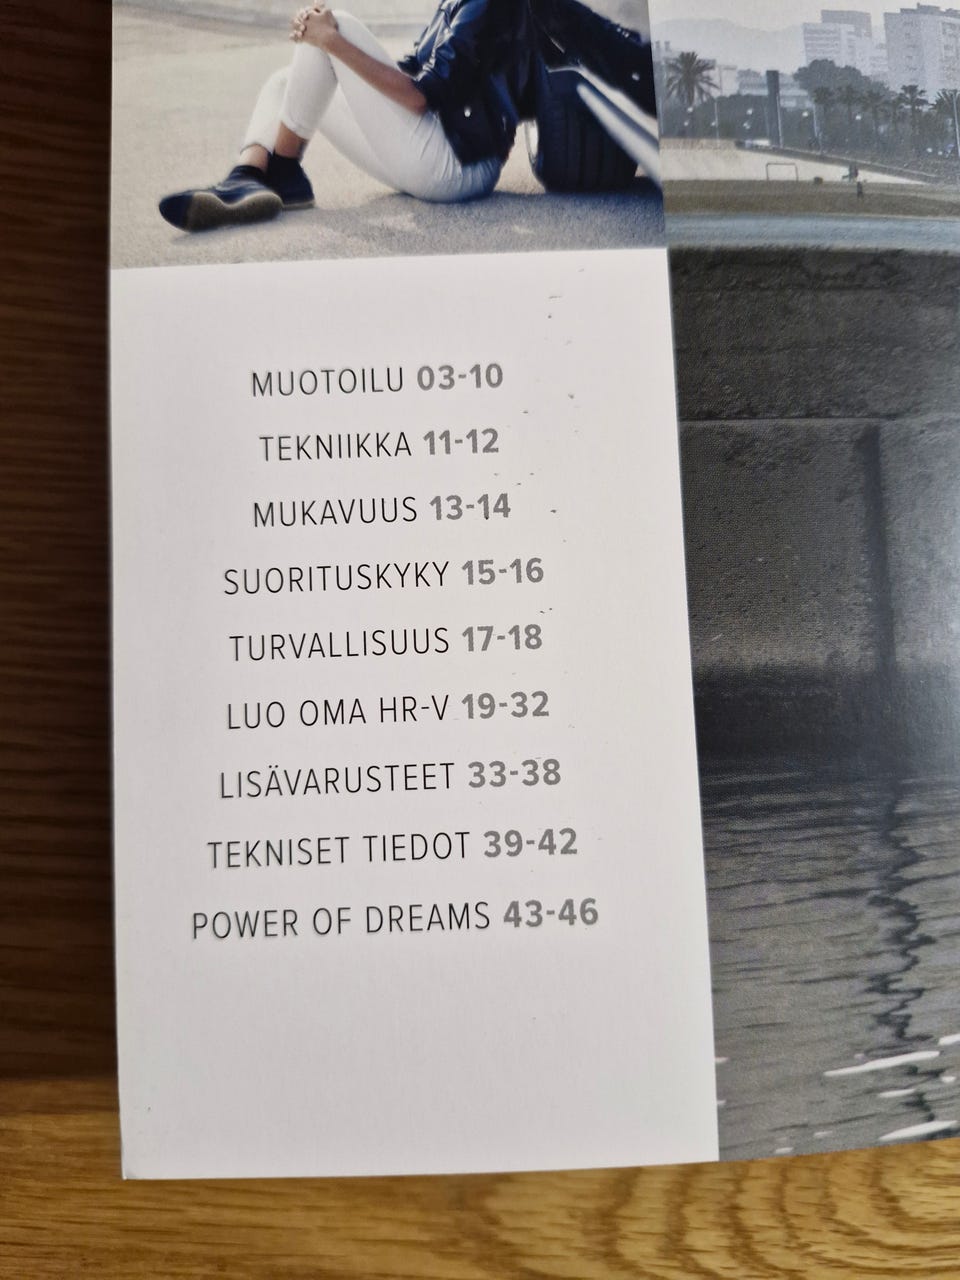 MUOTOILU 03-10
TEKNIIKKA 11-12
MUKAVUUS 13-14
SUORITUSKYKY 15-16
TURVALLISUUS 17-18
LUO OMA HR-V 19-32
LISÄVARUSTEET 33-38
TEKNISET TIEDOT 39-42
POWER OF DREAMS 43-46